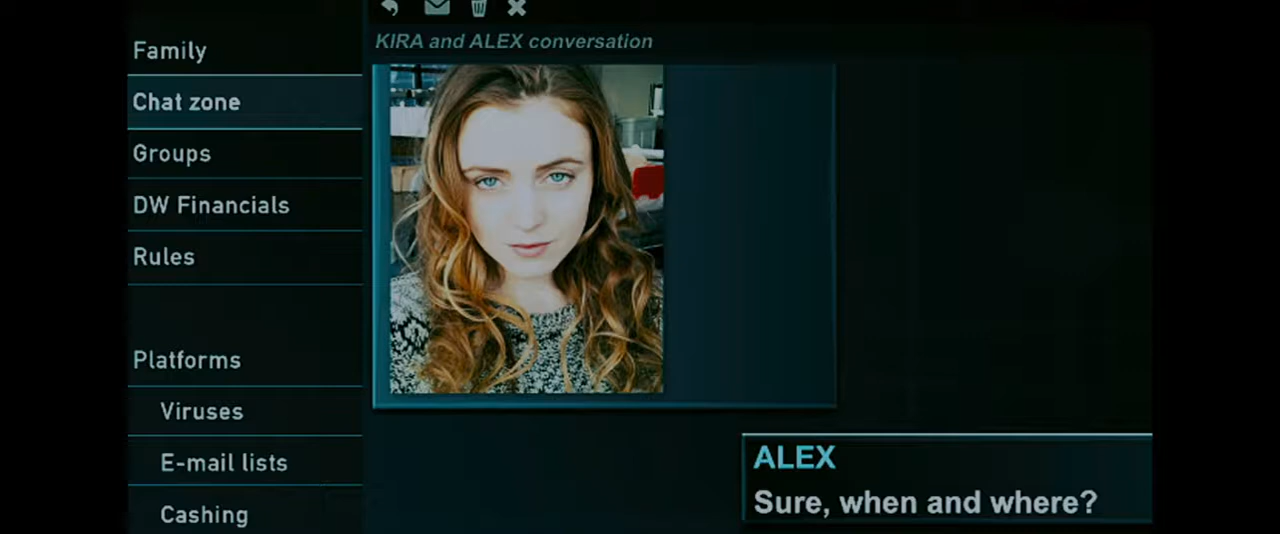 KIRA and ALEX conversation
Family
Chat zone
Groups
DW Financials
Rules
Platforms
Viruses
E-mail lists
Cashing
ALEX
Sure, when and where?